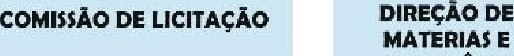 COMISSÃO DE LICITAÇÃO
DIREÇÃO DE
MATERIAS E